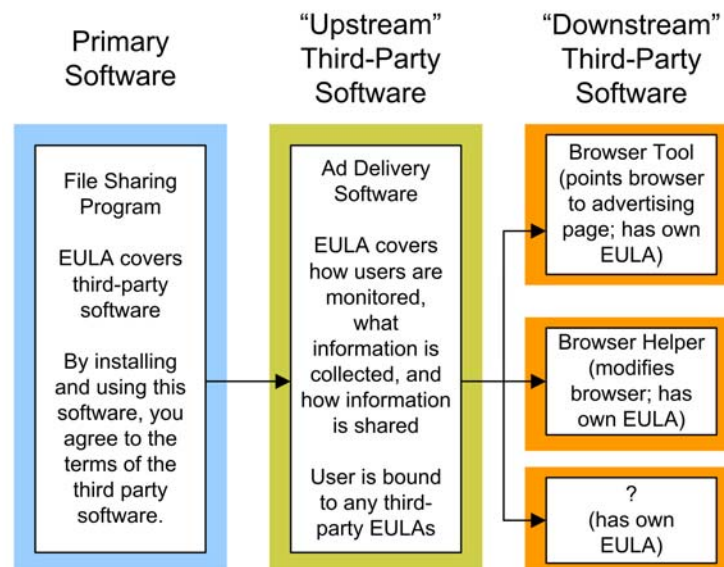 Primary
Software
“Upstream”
Third-Party
Software
“Downstream”
Third-Party
Software
File Sharing
Program
EULA covers
third-party
software
By installing
and using this
software, you
agree to the
terms of the
third party
software.
Ad Delivery
Software
EULA covers
how users are
monitored,
what
information is
collected, and
how information
is shared
User is bound
to any third-
party EULAs
Browser Tool
(points browser
to advertising
page; has own
EULA)
Browser Helper
(modifies
browser; has
own EULA)
?
(has own
EULA)